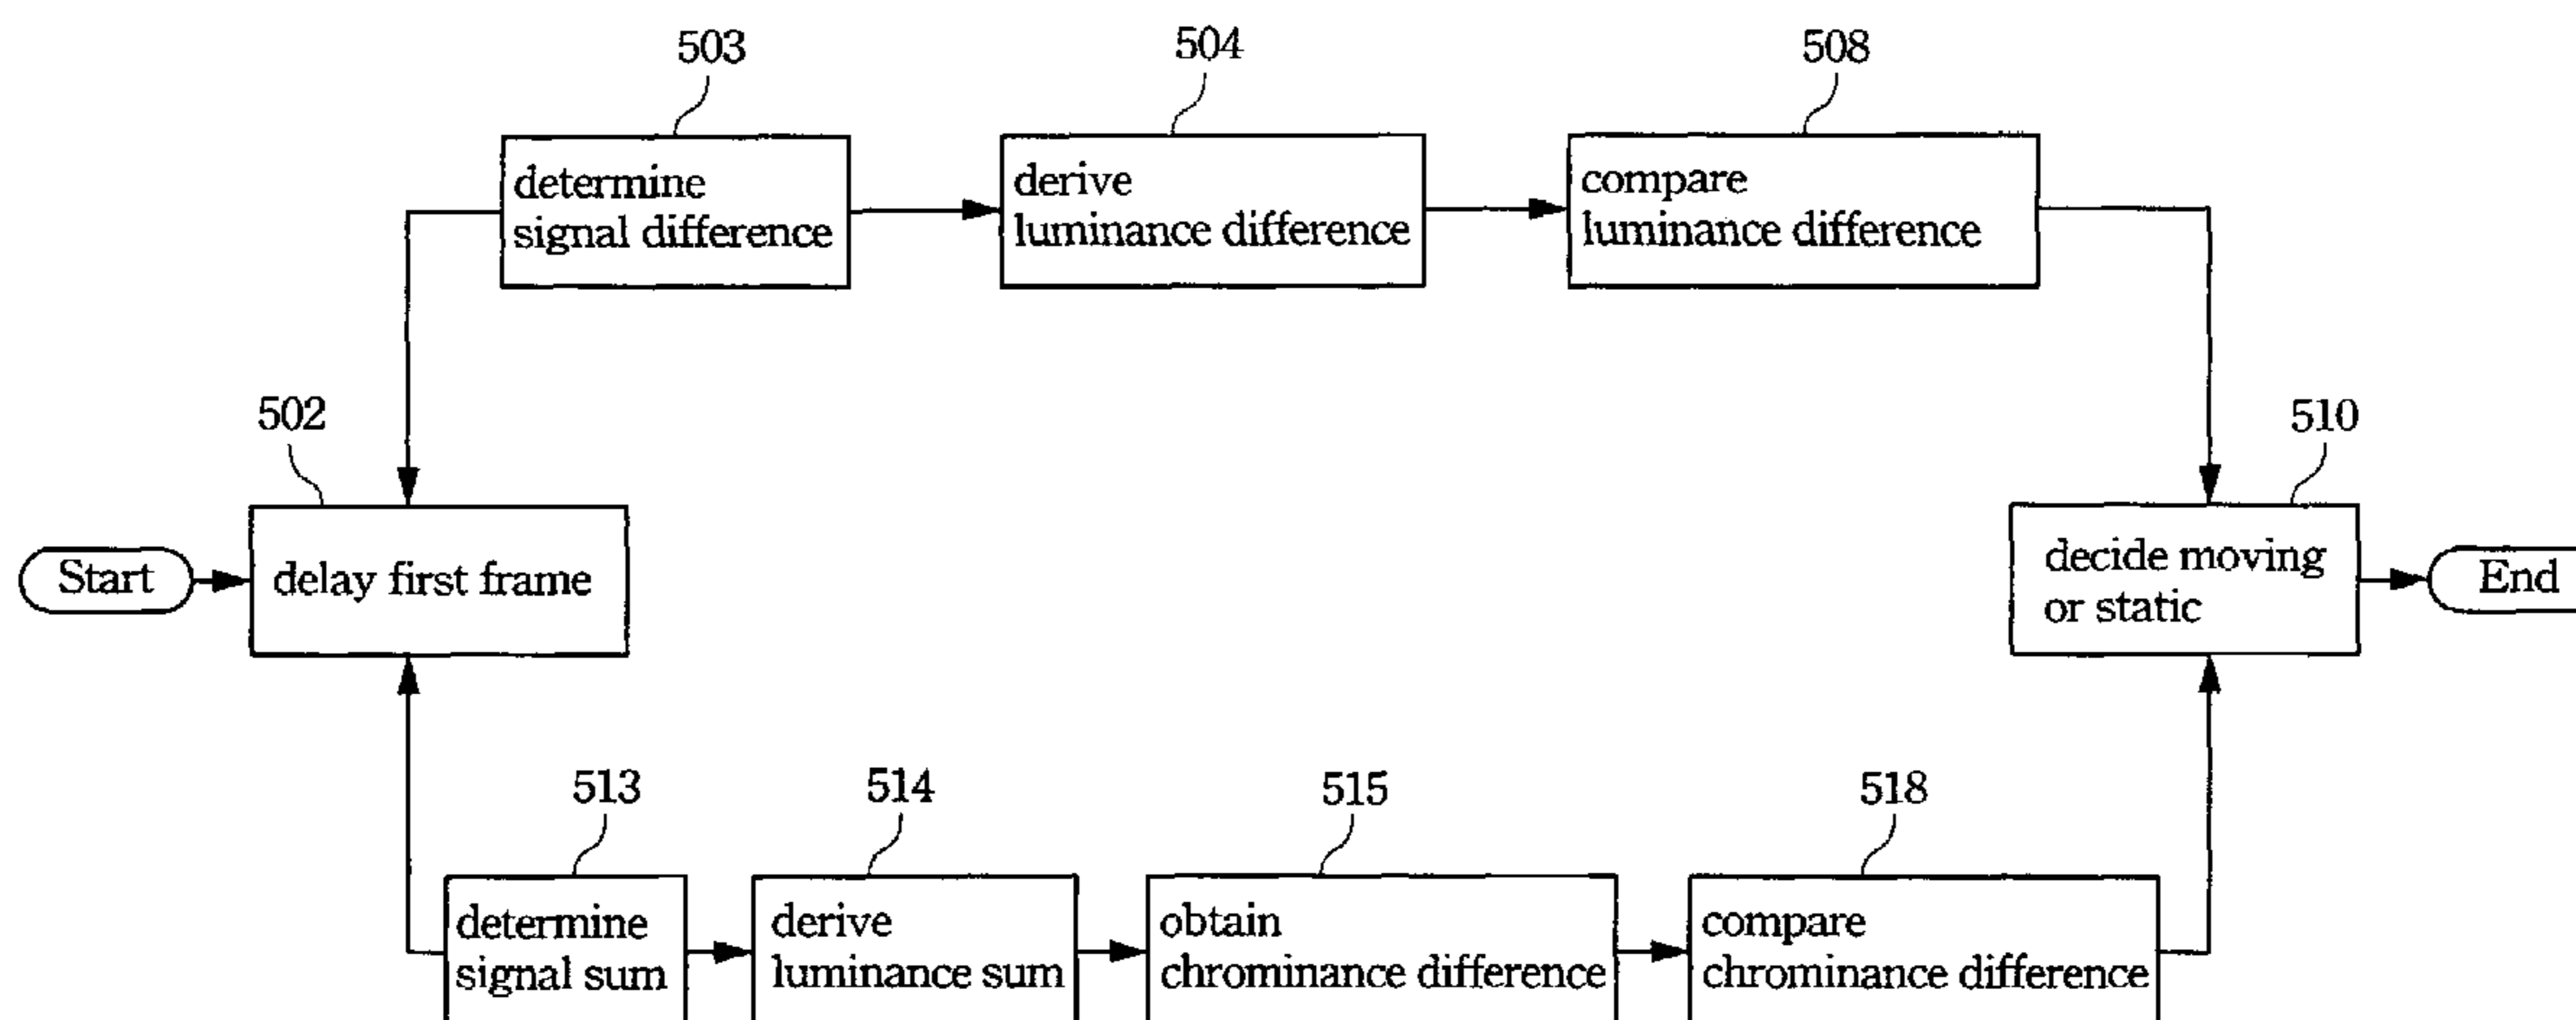 503
504
508
determine
signal difference
derive
luminance difference
compare
luminance difference
502
510
Start
delay first frame
decide moving
or static
End
513
514
515
518
determine
signal sum
derive
luminance sum
obtain
chrominance difference
compare
chrominance difference